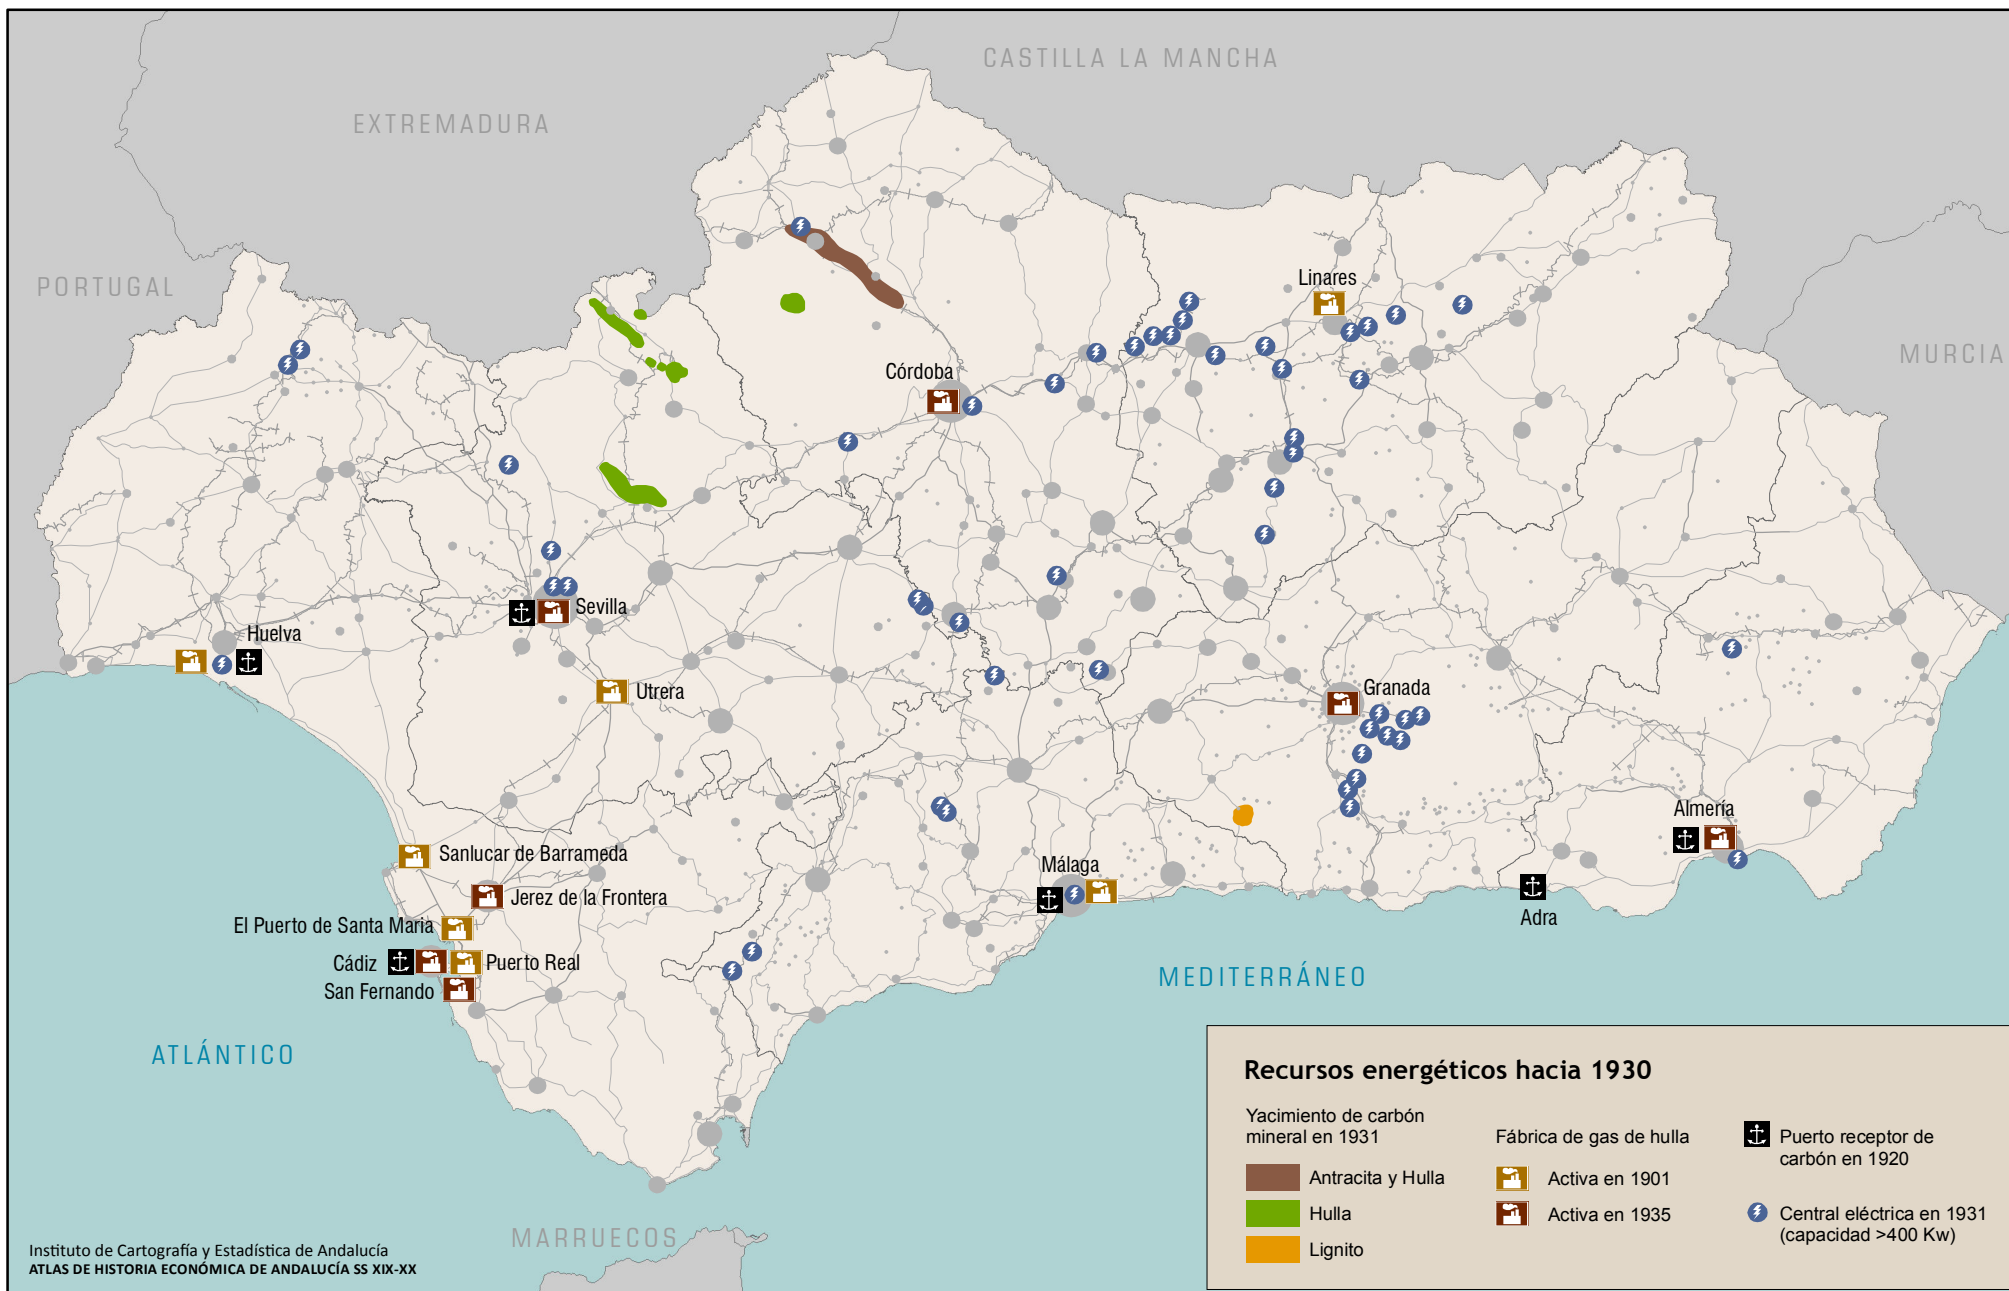 CASTILLA LA MANCHA
EXTREMADURA
PORTUGAL
MURCIA
Linares
Córdoba
Sevilla
Huelva
Utrera
Granada
Almería
Sanlucar de Barrameda
Málaga
Jerez de la Frontera
Adra
El Puerto de Santa Maria
Cádiz
Puerto Real
San Fernando
MEDITERRÁNEO
ATLÁNTICO
MARRUECOS
Recursos energéticos hacia 1930
Yacimiento de carbón
mineral en 1931
Antracita y Hulla
Hulla
Lignito
Fábrica de gas de hulla
Activa en 1901
Activa en 1935
Puerto receptor de
carbón en 1920
Central eléctrica en 1931
(capacidad >400 Kw)
Instituto de Cartografía y Estadística de Andalucía
ATLAS DE HISTORIA ECONÓMICA DE ANDALUCÍA SS XIX-XX